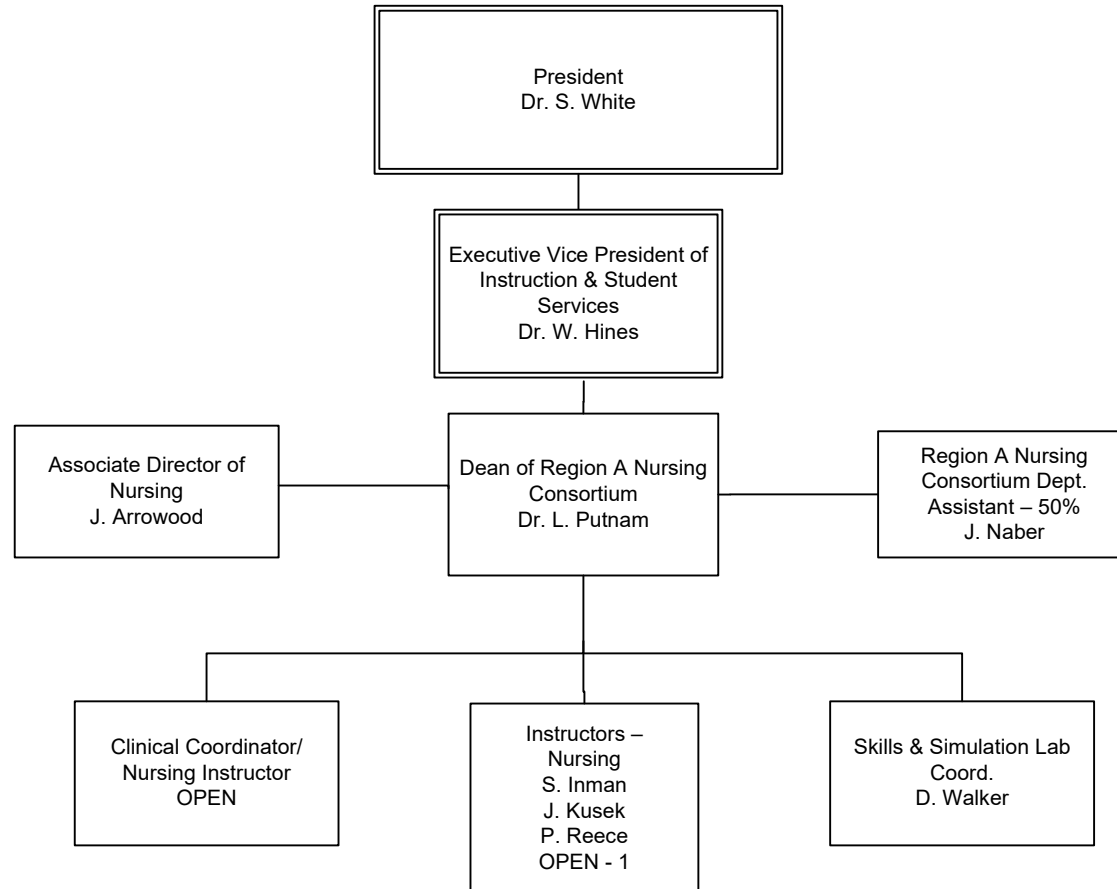 President
Dr. S. White
Executive Vice President of
Instruction & Student
Services
Dr. W. Hines
Associate Director of
Nursing
J. Arrowood
Dean of Region A Nursing
Consortium
Dr. L. Putnam
Region A Nursing
Consortium Dept.
Assistant – 50%
J. Naber
Clinical Coordinator/
Nursing Instructor
OPEN
Instructors –
Nursing
S. Inman
J. Kusek
P. Reece
OPEN - 1
Skills & Simulation Lab
Coord.
D. Walker